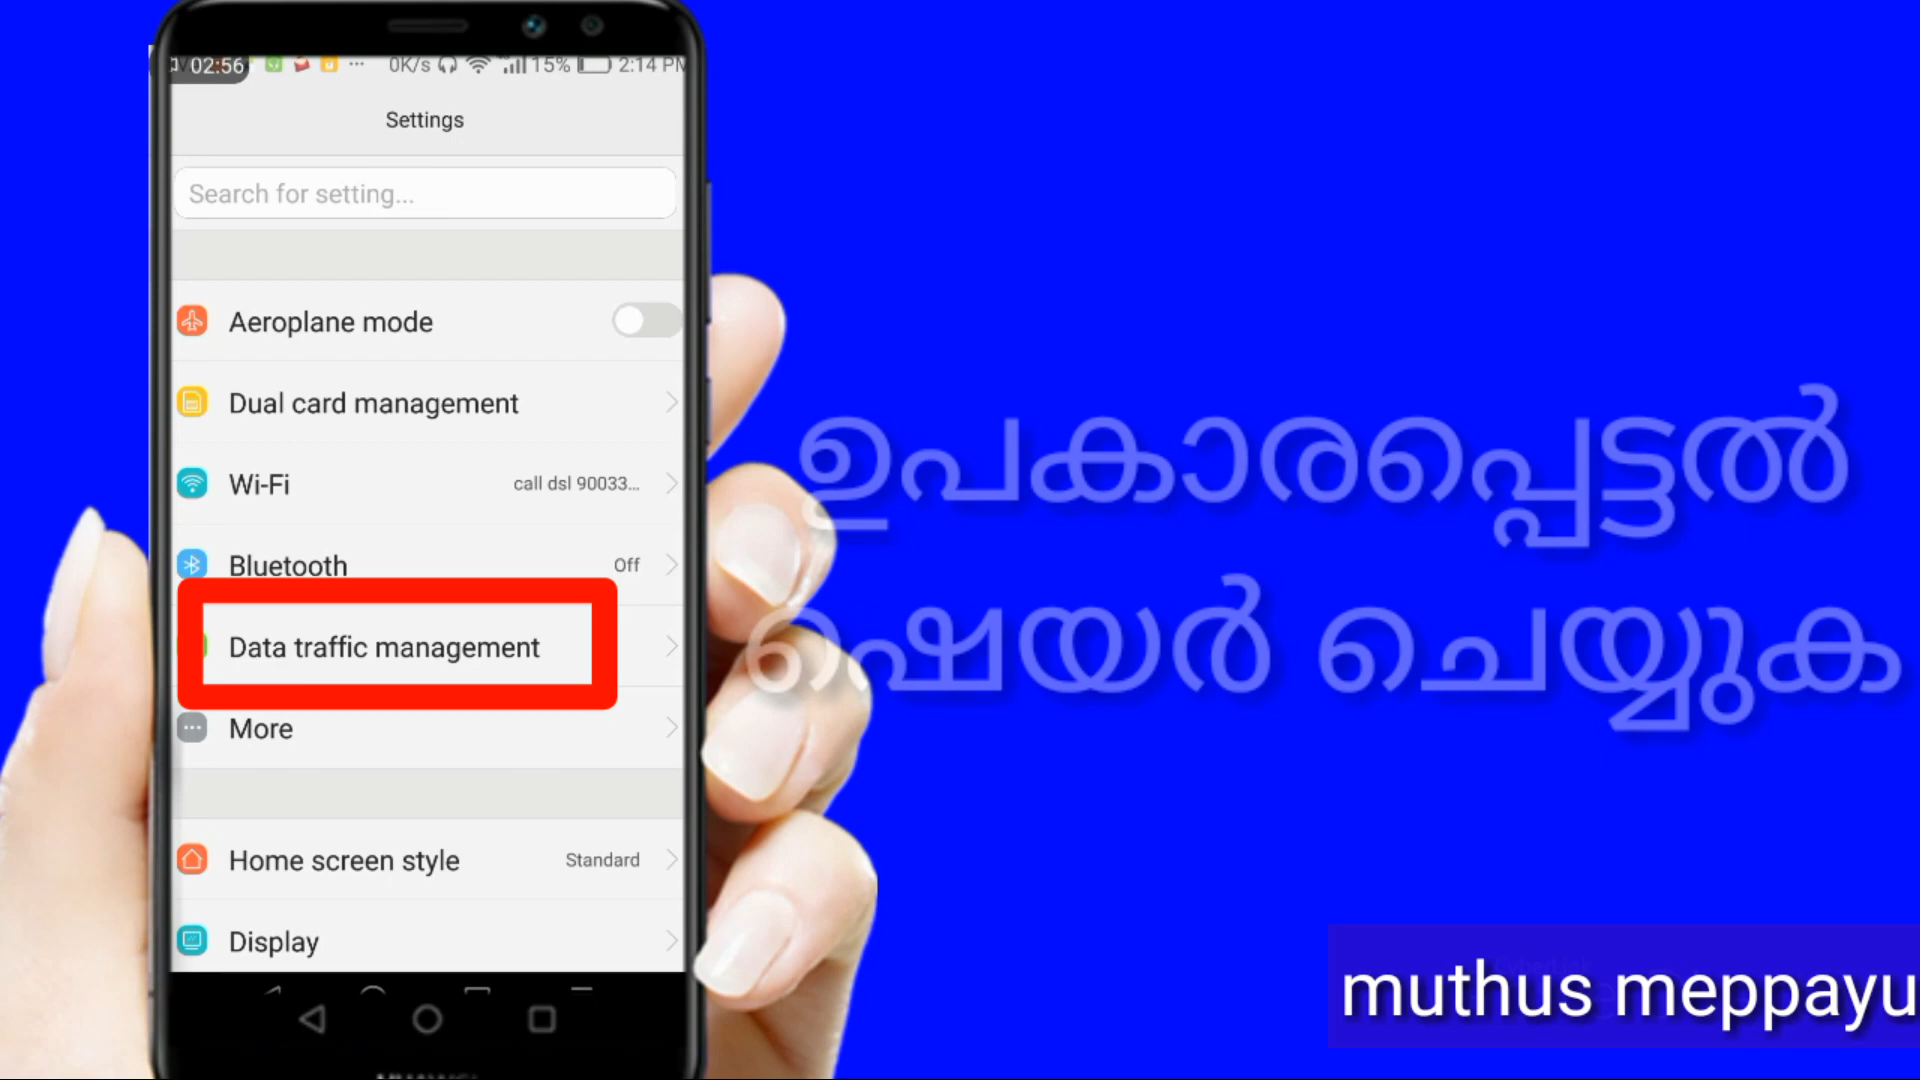 02:56 0K/s 15% 2:14 PM
Settings
Search for setting...
Aeroplane mode
Dual card management
Wi-Fi call dsl 90033...
Bluetooth Off
Data traffic management
More
Home screen style Standard
Display
ഉപകാരപ്പെട്ടൽ
ഷെയർ ചെയ്യുക
muthus meppayu